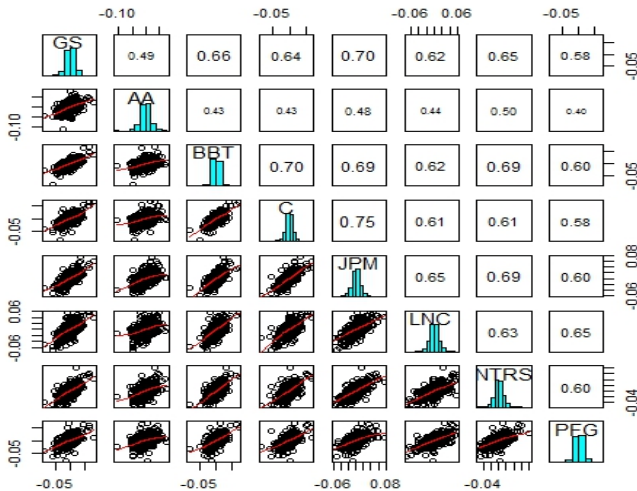 -0.10 -0.05 -0.06 0.06 -0.05
GS 0.49 0.66 0.64 0.70 0.62 0.65 0.58 -0.05
-0.10 AA 0.43 0.43 0.48 0.44 0.50 0.40
BBT 0.70 0.69 0.62 0.69 0.60 -0.05
-0.05 C 0.75 0.61 0.61 0.58
JPM 0.65 0.69 0.60 -0.06 0.08
-0.06 0.06 LNC 0.63 0.65
NTRS 0.60 -0.04
-0.05 PFG
-0.05 -0.05 -0.06 0.08 -0.04